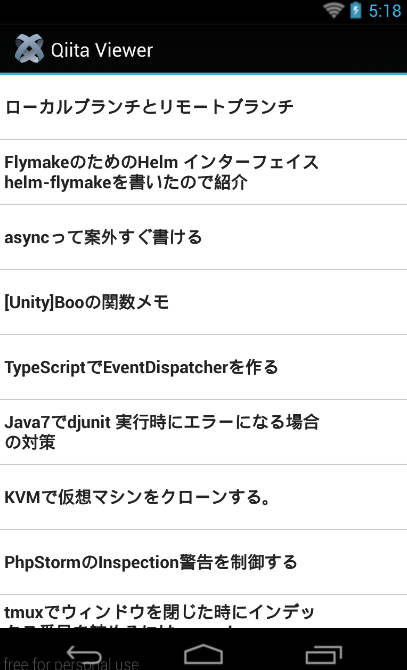 5:18
Qiita Viewer
ローカルブランチとリモートブランチ
FlymakeのためのHelm インターフェイス
helm-flymakeを書いたので紹介
asyncって案外すぐ書ける
[Unity]Booの関数メモ
TypeScriptでEventDispatcherを作る
Java7でdjunit 実行時にエラーになる場合
の対策
KVMで仮想マシンをクローンする。
PhpStormのInspection警告を制御する
tmuxでウィンドウを閉じた時にインデッ
free for personal use